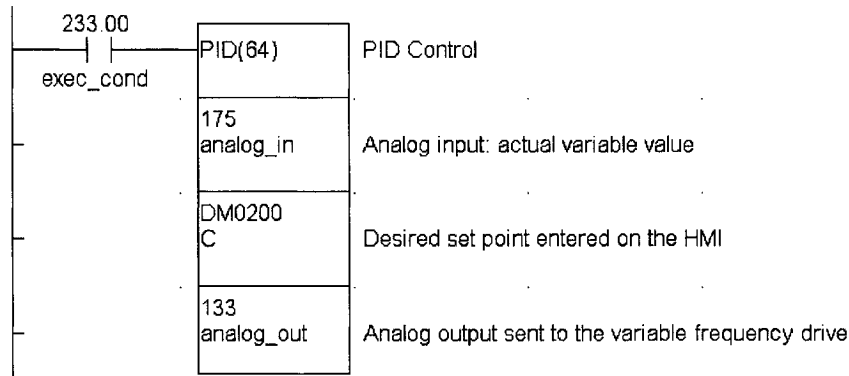 233.00
exec_cond
PID(64) PID Control
175
analog_in Analog input: actual variable value
DM0200
C Desired set point entered on the HMI
133
analog_out Analog output sent to the variable frequency drive